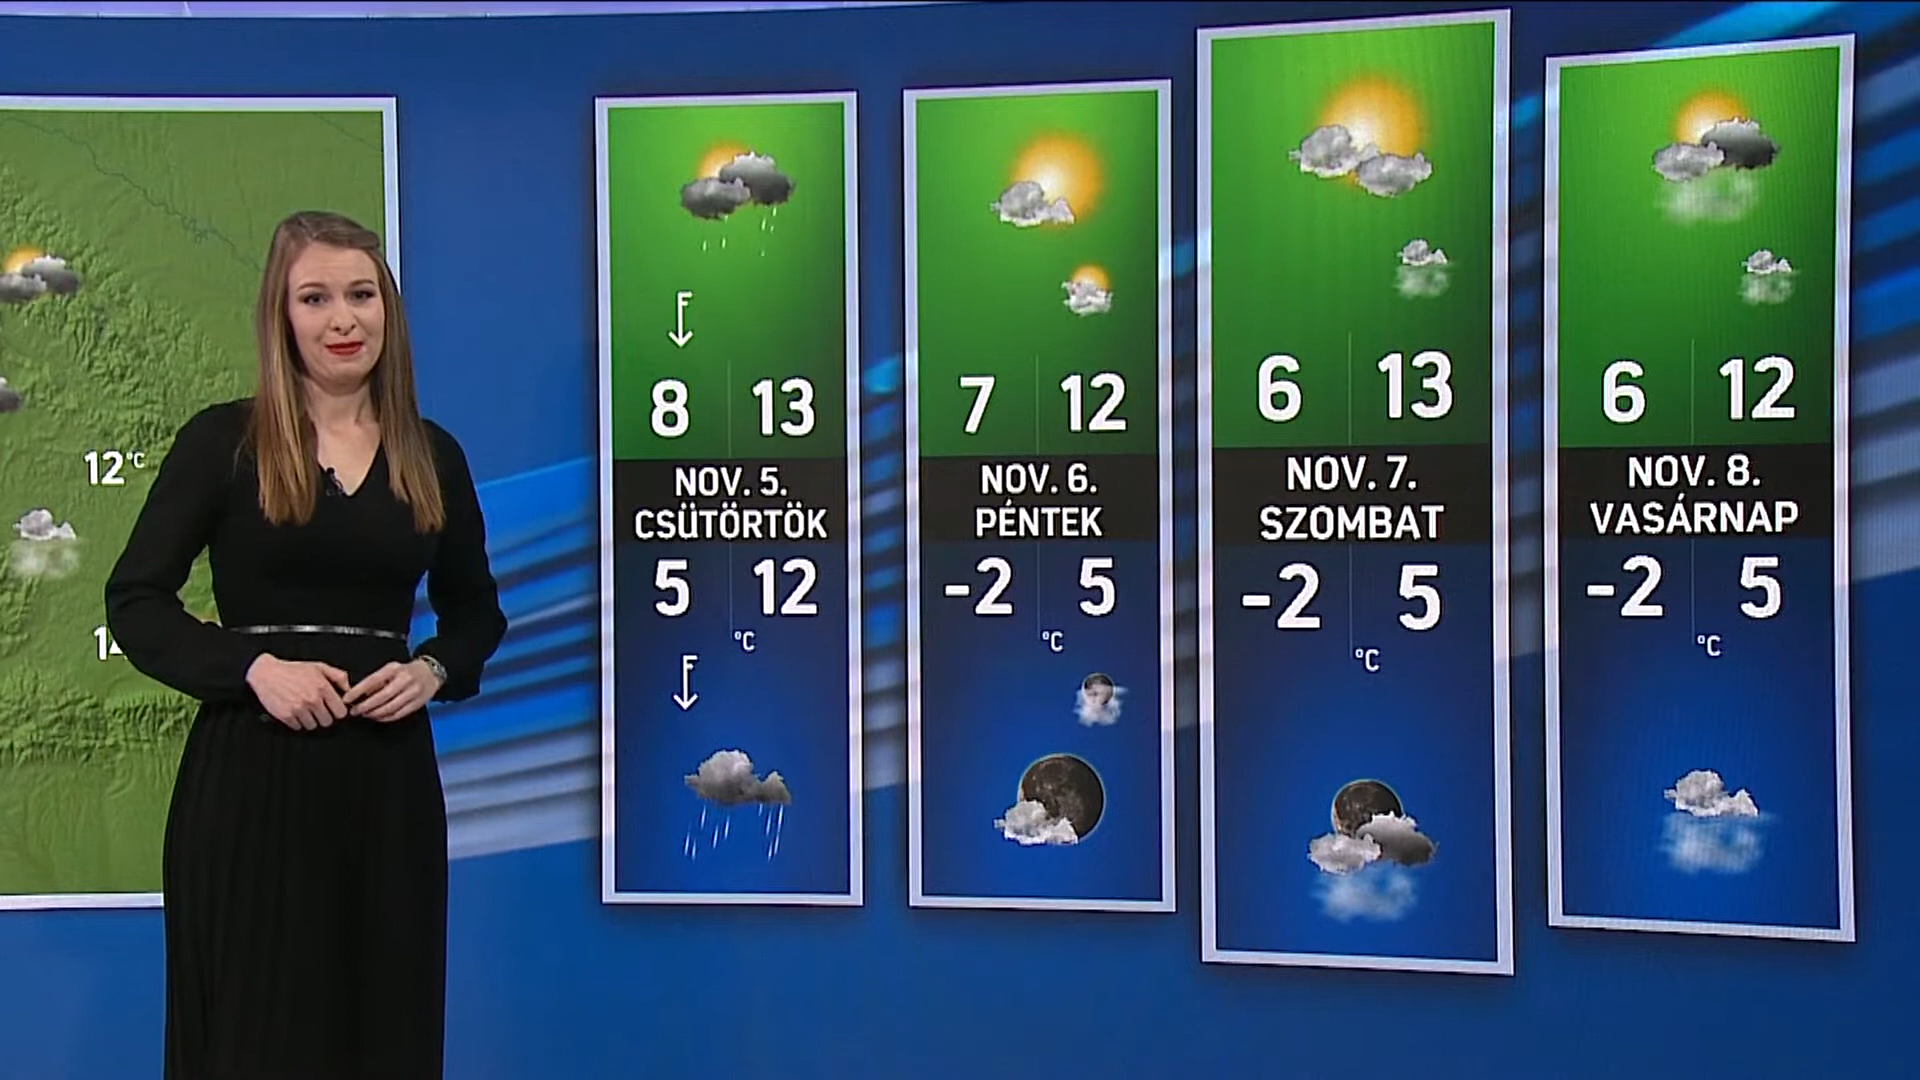 12°C
8 13
NOV. 5.
CSÜTÖRTÖK
5 12
°C
7 12
NOV. 6.
PÉNTEK
-2 5
°C
6 13
NOV. 7.
SZOMBAT
-2 5
°C
6 12
NOV. 8.
VASÁRNAP
-2 5
°C